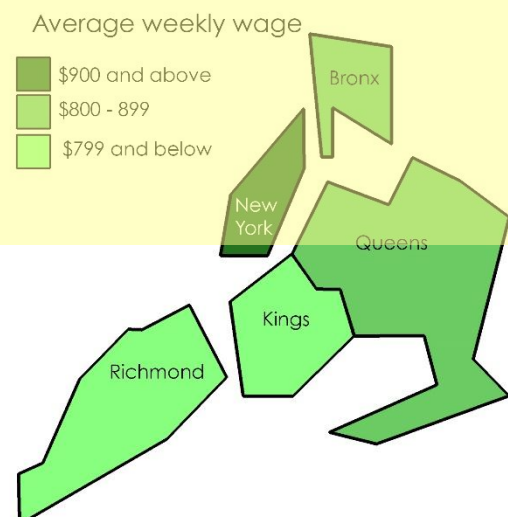 Average weekly wage
$900 and above
$800 - 899
$799 and below
Bronx
New
York
Queens
Kings
Richmond